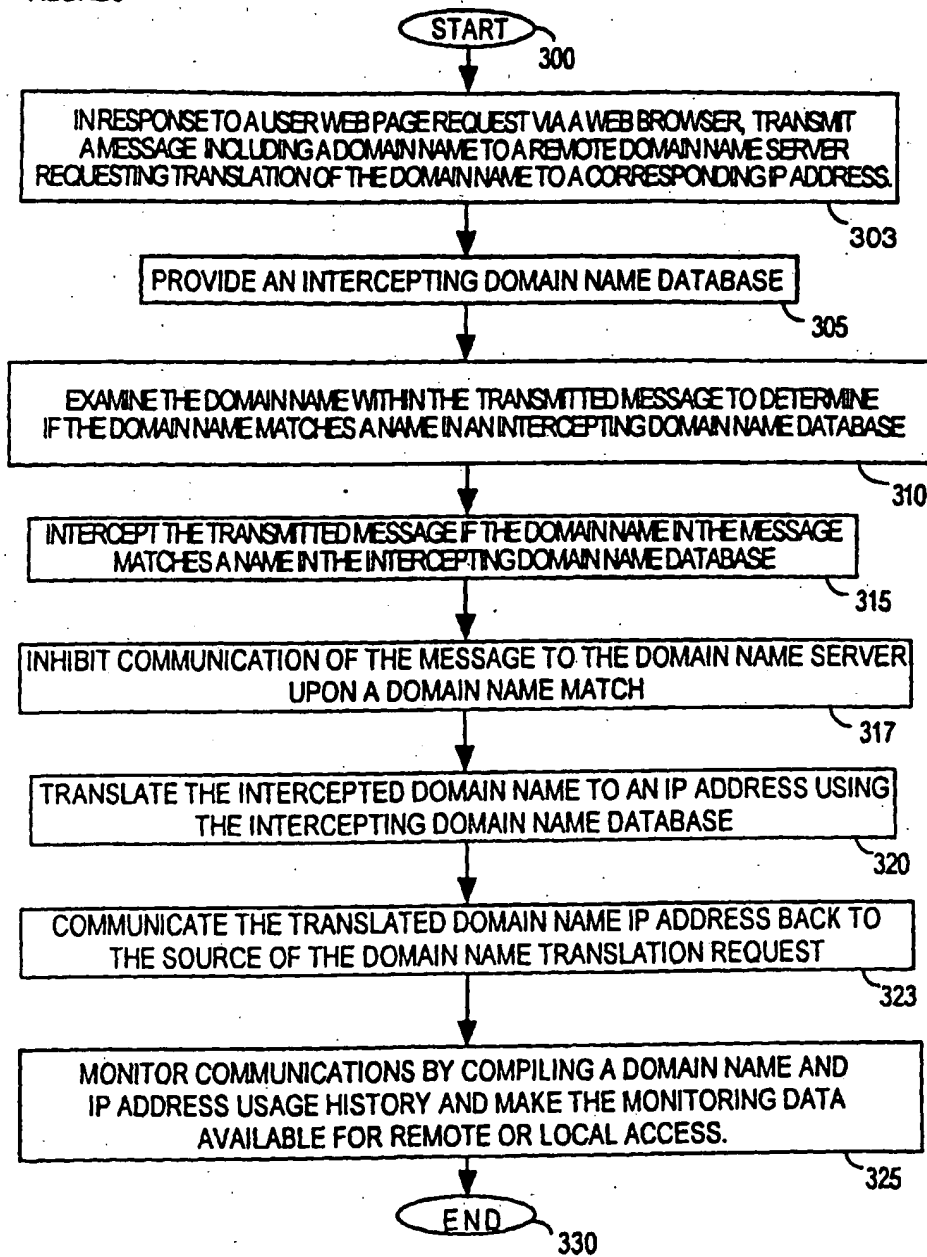 START
300
IN RESPONSE TO A USER WEB PAGE REQUEST VIA A WEB BROWSER, TRANSMIT
A MESSAGE INCLUDING A DOMAIN NAME TO A REMOTE DOMAIN NAME SERVER
REQUESTING TRANSLATION OF THE DOMAIN NAME TO A CORRESPONDING IP ADDRESS.
303
PROVIDE AN INTERCEPTING DOMAIN NAME DATABASE
305
EXAMINE THE DOMAIN NAME WITHIN THE TRANSMITTED MESSAGE TO DETERMINE
IF THE DOMAIN NAME MATCHES A NAME IN AN INTERCEPTING DOMAIN NAME DATABASE
310
INTERCEPT THE TRANSMITTED MESSAGE IF THE DOMAIN NAME IN THE MESSAGE
MATCHES A NAME IN THE INTERCEPTING DOMAIN NAME DATABASE
315
INHIBIT COMMUNICATION OF THE MESSAGE TO THE DOMAIN NAME SERVER
UPON A DOMAIN NAME MATCH
317
TRANSLATE THE INTERCEPTED DOMAIN NAME TO AN IP ADDRESS USING
THE INTERCEPTING DOMAIN NAME DATABASE
320
COMMUNICATE THE TRANSLATED DOMAIN NAME IP ADDRESS BACK TO
THE SOURCE OF THE DOMAIN NAME TRANSLATION REQUEST
323
MONITOR COMMUNICATIONS BY COMPILING A DOMAIN NAME AND
IP ADDRESS USAGE HISTORY AND MAKE THE MONITORING DATA
AVAILABLE FOR REMOTE OR LOCAL ACCESS.
325
END
330